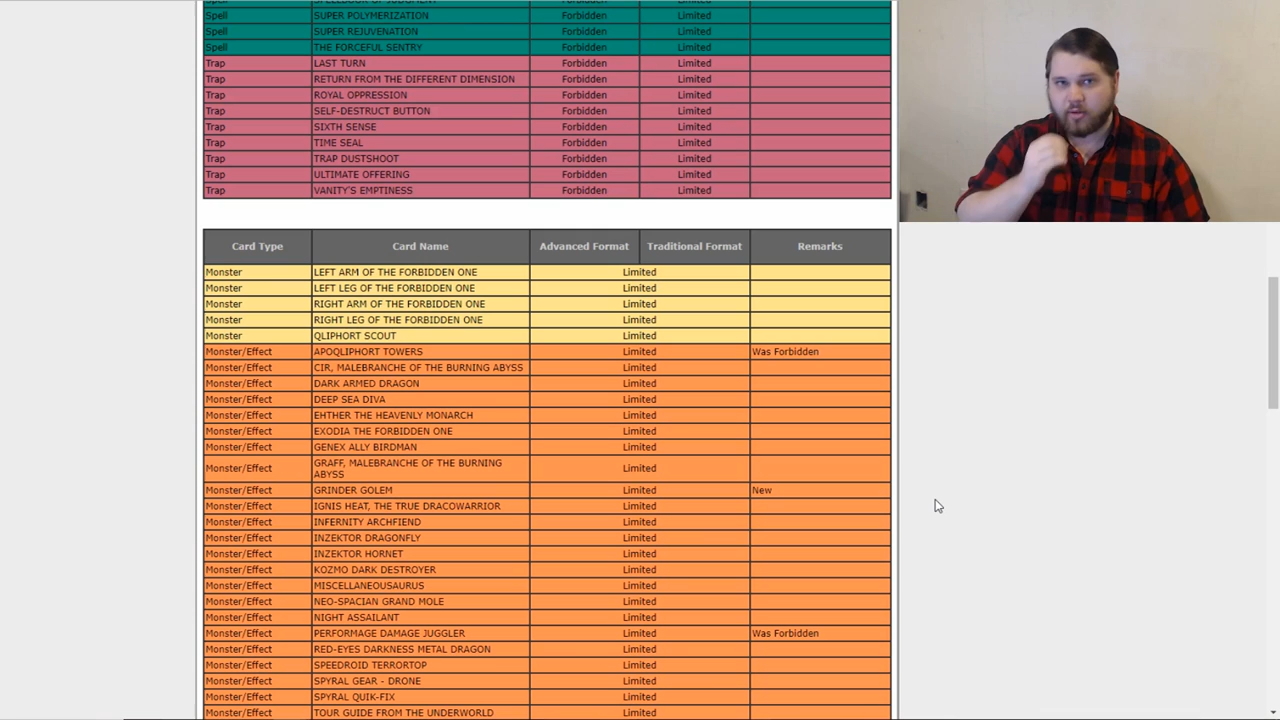 Spell SPELLBOOK OF JUDGMENT Forbidden Limited
Spell SUPER POLYMERIZATION Forbidden Limited
Spell SUPER REJUVENATION Forbidden Limited
Spell THE FORCEFUL SENTRY Forbidden Limited
Trap LAST TURN Forbidden Limited
Trap RETURN FROM THE DIFFERENT DIMENSION Forbidden Limited
Trap ROYAL OPPRESSION Forbidden Limited
Trap SELF-DESTRUCT BUTTON Forbidden Limited
Trap SIXTH SENSE Forbidden Limited
Trap TIME SEAL Forbidden Limited
Trap TRAP DUSTSHOOT Forbidden Limited
Trap ULTIMATE OFFERING Forbidden Limited
Trap VANITY'S EMPTINESS Forbidden Limited
Card Type Card Name Advanced Format Traditional Format Remarks
Monster LEFT ARM OF THE FORBIDDEN ONE Limited
Monster LEFT LEG OF THE FORBIDDEN ONE Limited
Monster RIGHT ARM OF THE FORBIDDEN ONE Limited
Monster RIGHT LEG OF THE FORBIDDEN ONE Limited
Monster QLIPHORT SCOUT Limited
Monster/Effect APOQLIPHORT TOWERS Limited Was Forbidden
Monster/Effect CIR, MALEBRANCHE OF THE BURNING ABYSS Limited
Monster/Effect DARK ARMED DRAGON Limited
Monster/Effect DEEP SEA DIVA Limited
Monster/Effect EHTHER THE HEAVENLY MONARCH Limited
Monster/Effect EXODIA THE FORBIDDEN ONE Limited
Monster/Effect GENEX ALLY BIRDMAN Limited
Monster/Effect GRAFF, MALEBRANCHE OF THE BURNING Limited
ABYSS
Monster/Effect GRINDER GOLEM Limited New
Monster/Effect IGNIS HEAT, THE TRUE DRACOWARRIOR Limited
Monster/Effect INFERNITY ARCHFIEND Limited
Monster/Effect INZEKTOR DRAGONFLY Limited
Monster/Effect INZEKTOR HORNET Limited
Monster/Effect KOZMO DARK DESTROYER Limited
Monster/Effect MISCELLANEOUSAURUS Limited
Monster/Effect NEO-SPACIAN GRAND MOLE Limited
Monster/Effect NIGHT ASSAILANT Limited
Monster/Effect PERFORMAGE DAMAGE JUGGLER Limited Was Forbidden
Monster/Effect RED-EYES DARKNESS METAL DRAGON Limited
Monster/Effect SPEEDROID TERRORTOP Limited
Monster/Effect SPYRAL GEAR - DRONE Limited
Monster/Effect SPYRAL QUIK-FIX Limited
Monster/Effect TOUR GUIDE FROM THE UNDERWORLD Limited